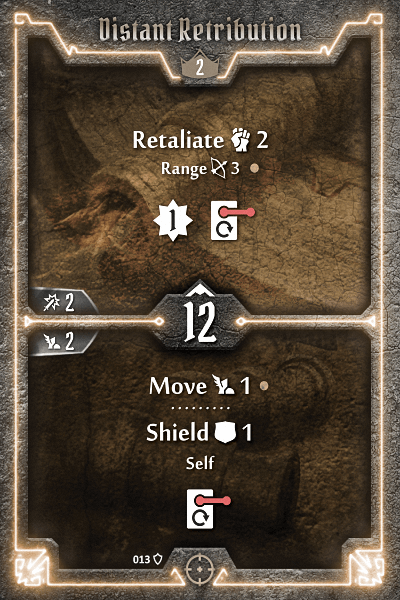 Distant Retribution
2
Retaliate 2
Range 3
1
2
12
2
Move 1
Shield 1
Self
013